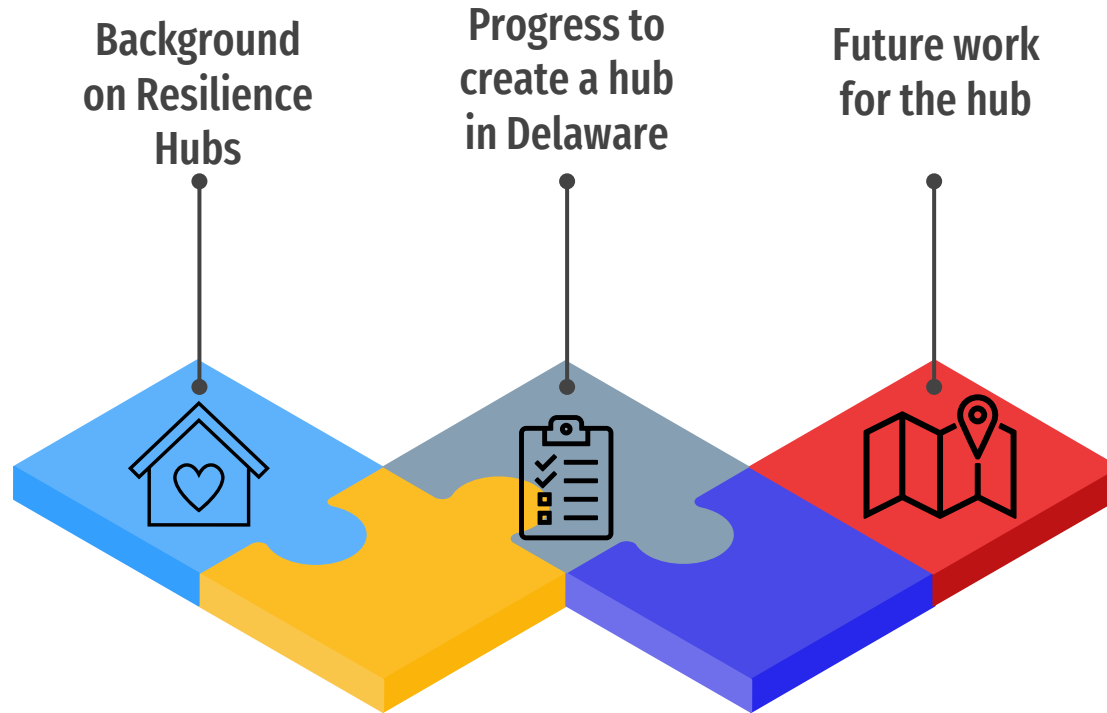 Background
on Resilience
Hubs
Progress to
create a hub
in Delaware
Future work
for the hub